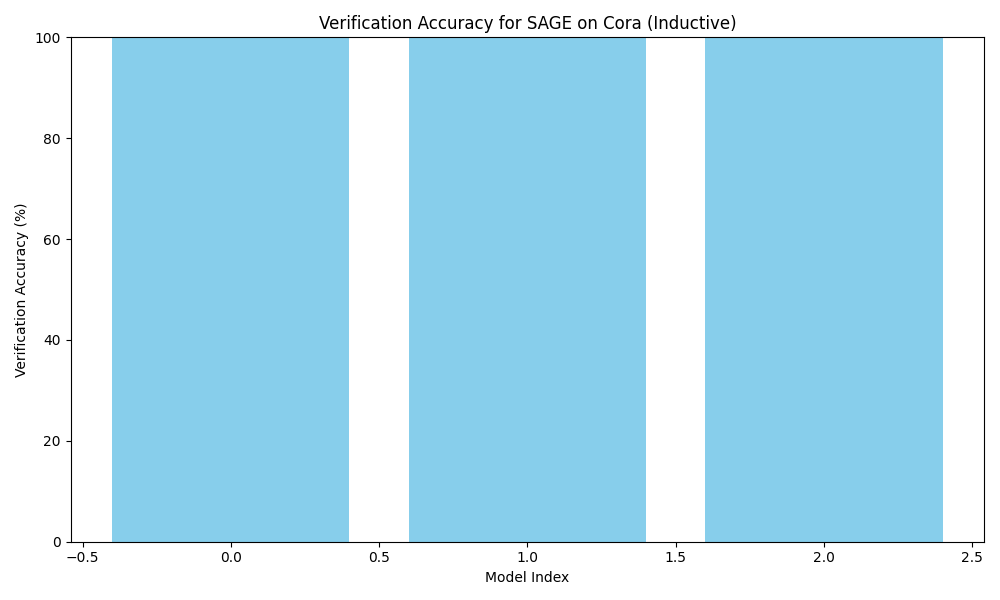 Verification Accuracy for SAGE on Cora (Inductive)
100
80
60
40
20
0
Verification Accuracy (%)
−0.5 0.0 0.5 1.0 1.5 2.0 2.5
Model Index